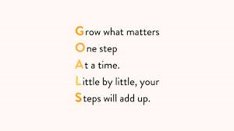 Grow what matters
One step
At a time.
Little by little, your
Steps will add up.